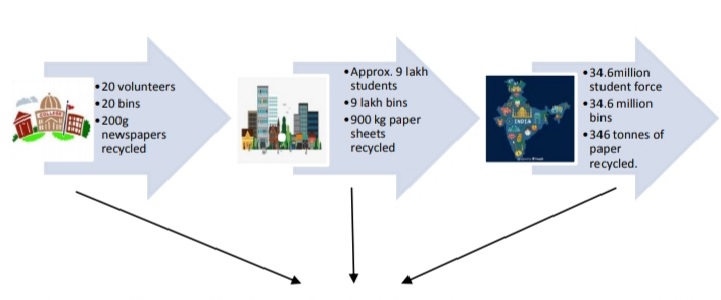 • 20 volunteers
• 20 bins
• 200g
newspapers
recycled
COLLEGE
• Approx. 9 lakh
students
• 9 lakh bins
• 900 kg paper
sheets
recycled
INDIA
• 34.6million
student force
• 34.6 million
bins
• 346 tonnes of
paper
recycled.